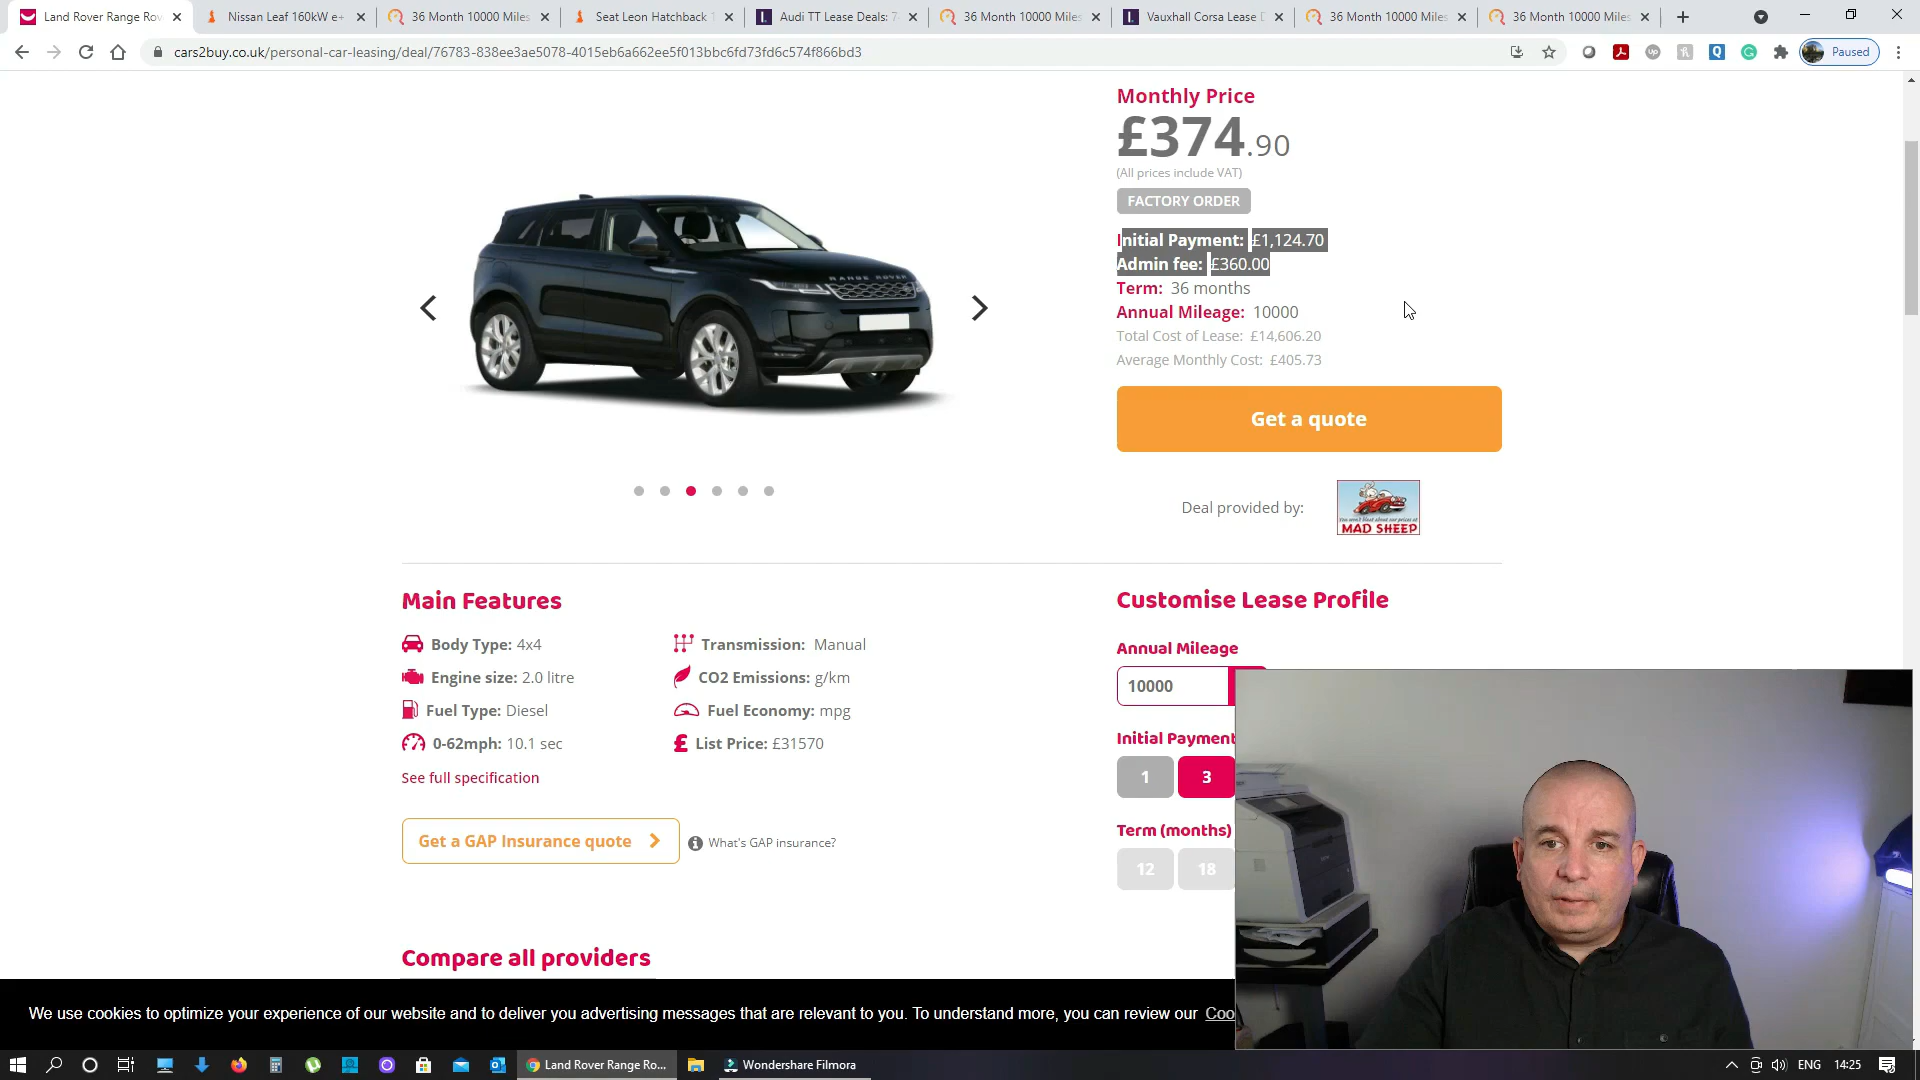 Land Rover Range Rov
Nissan Leaf 160kW e+
36 Month 10000 Miles
Seat Leon Hatchback 1
Audi TT Lease Deals: 7
36 Month 10000 Miles
Vauxhall Corsa Lease D
36 Month 10000 Miles
36 Month 10000 Miles
cars2buy.co.uk/personal-car-leasing/deal/76783-838ee3ae5078-4015eb6a662ee5f013bbc6fd73fd6c574f866bd3
Paused
Monthly Price
£374.90
(All prices include VAT)
FACTORY ORDER
Initial Payment: £1,124.70
Admin fee: £360.00
Term: 36 months
Annual Mileage: 10000
Total Cost of Lease: £14,606.20
Average Monthly Cost: £405.73
Get a quote
RANGE ROVER
Deal provided by:
MAD SHEEP
Main Features
Body Type: 4x4
Transmission: Manual
Engine size: 2.0 litre
CO2 Emissions: g/km
Fuel Type: Diesel
Fuel Economy: mpg
0-62mph: 10.1 sec
List Price: £31570
See full specification
Get a GAP Insurance quote
What's GAP insurance?
Customise Lease Profile
Annual Mileage
10000
Initial Payment
1
3
Term (months)
12
18
Compare all providers
We use cookies to optimize your experience of our website and to deliver you advertising messages that are relevant to you. To understand more, you can review our Coo
Land Rover Range Ro...
Wondershare Filmora
ENG
14:25